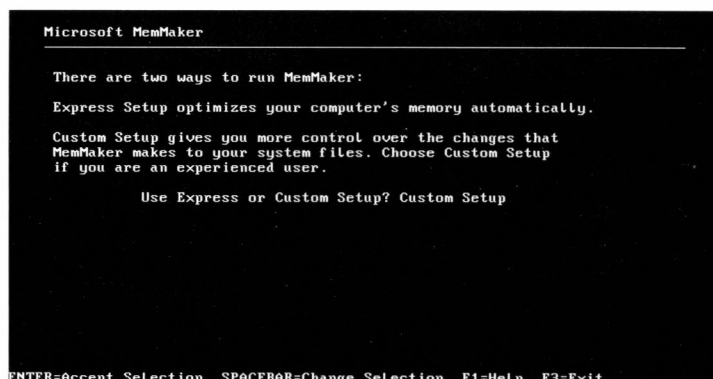 Microsoft MemMaker
There are two ways to run MemMaker:
Express Setup optimizes your computer's memory automatically.
Custom Setup gives you more control over the changes that
MemMaker makes to your system files. Choose Custom Setup
if you are an experienced user.
Use Express or Custom Setup? Custom Setup
ENTER=Accept Selection SPACEBAR=Change Selection F1=Help F3=Exit